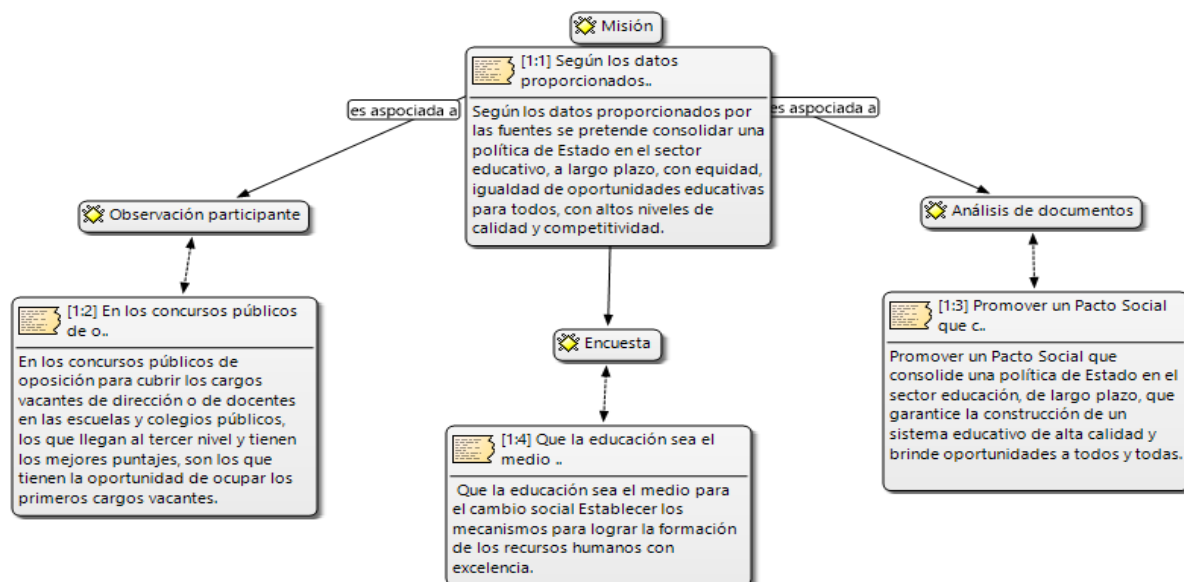 Misión
[1:1] Según los datos
proporcionados..
Según los datos proporcionados por
las fuentes se pretende consolidar una
política de Estado en el sector
educativo, a largo plazo, con equidad,
igualdad de oportunidades educativas
para todos, con altos niveles de
calidad y competitividad.
es aspociada a
es aspociada a
Observación participante
[1:2] En los concursos públicos
de o..
En los concursos públicos de
oposición para cubrir los cargos
vacantes de dirección o de docentes
en las escuelas y colegios públicos,
los que llegan al tercer nivel y tienen
los mejores puntajes, son los que
tienen la oportunidad de ocupar los
primeros cargos vacantes.
Encuesta
[1:4] Que la educación sea el
medio ..
Que la educación sea el medio para
el cambio social Establecer los
mecanismos para lograr la formación
de los recursos humanos con
excelencia.
Análisis de documentos
[1:3] Promover un Pacto Social
que c..
Promover un Pacto Social que
consolide una política de Estado en el
sector educación, de largo plazo, que
garantice la construcción de un
sistema educativo de alta calidad y
brinde oportunidades a todos y todas.